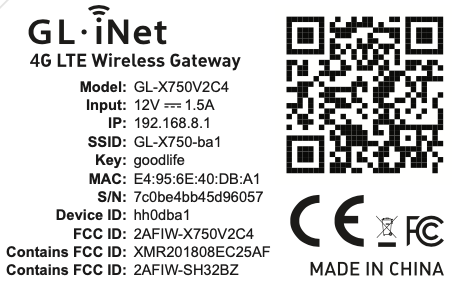 GL·iNet
4G LTE Wireless Gateway
Model: GL-X750V2C4
Input: 12V ⎓ 1.5A
IP: 192.168.8.1
SSID: GL-X750-ba1
Key: goodlife
MAC: E4:95:6E:40:DB:A1
S/N: 7c0be4bb45d96057
Device ID: hh0dba1
FCC ID: 2AFIW-X750V2C4
Contains FCC ID: XMR201808EC25AF
Contains FCC ID: 2AFIW-SH32BZ
CE FC
MADE IN CHINA